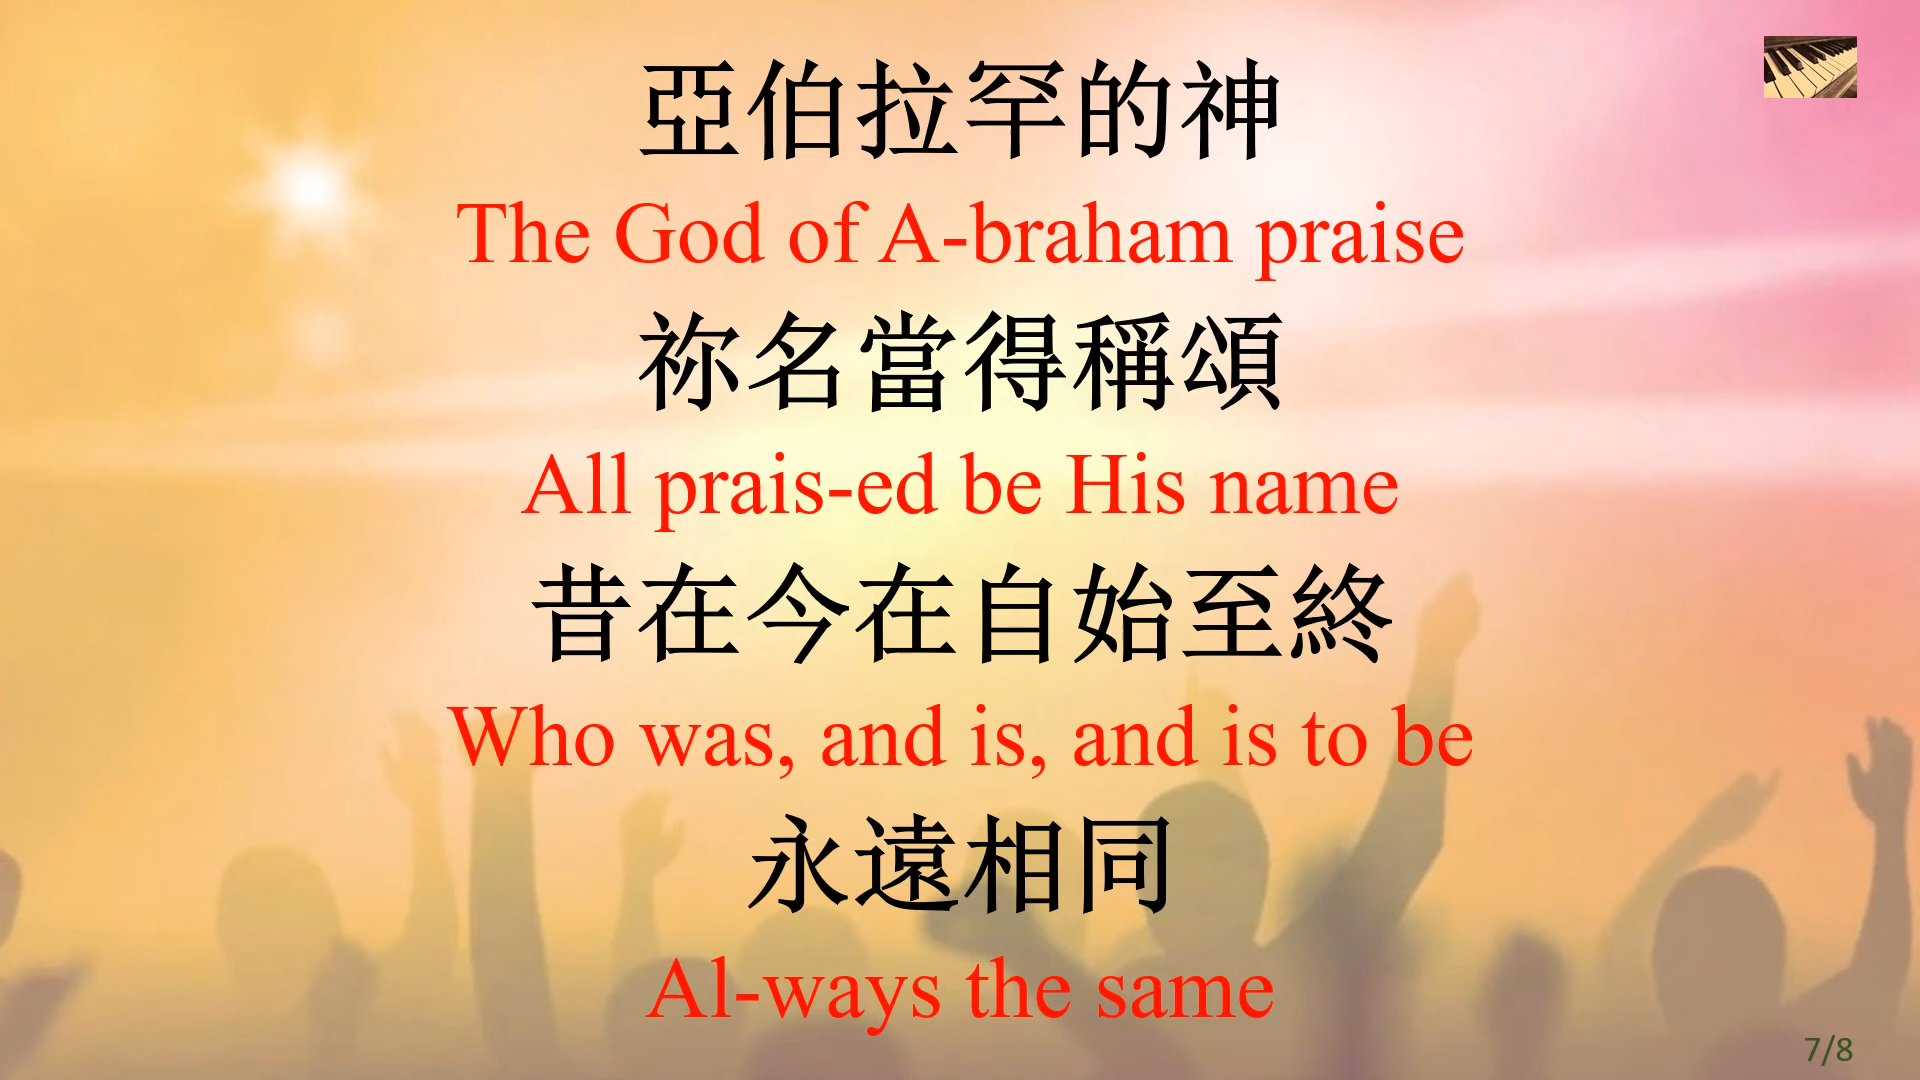 亞伯拉罕的神
The God of A-braham praise
祢名當得稱頌
All prais-ed be His name
昔在今在自始至終
Who was, and is, and is to be
永遠相同
Al-ways the same
7/8